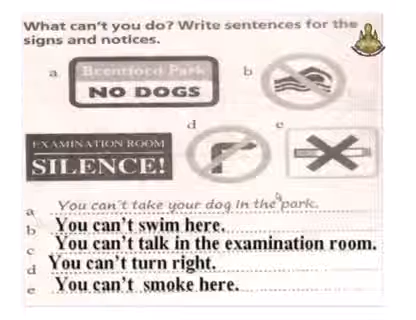 What can't you do? Write sentences for the
signs and notices.
a
Brentford Park
NO DOGS
b
EXAMINATION ROOM
SILENCE!
d
e
a You can't take your dog in the park.
b You can't swim here.
c You can't talk in the examination room.
d You can't turn right.
e You can't smoke here.